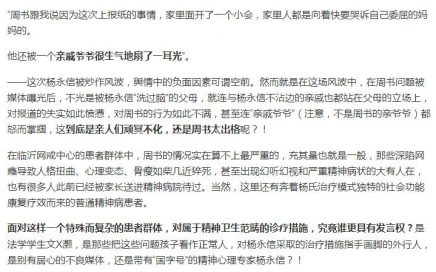 “周书跟我说因为这次上报纸的事情，家里面开了一个小会，家里人都是向着快要哭诉自己委屈的妈
妈的。
他还被一个亲戚爷爷很生气地扇了一耳光”。
——这次杨永信被炒作风波，舆情中的负面因素可谓空前。然而就是在这场风波中，在周书问题被
媒体曝光后，不光是被杨永信“洗过脑”的父母，就连与杨永信不沾边的亲戚也都站在父母的立场上，
对报道的失实如此愤懑，对周书的行为如此不满，甚至连“亲戚爷爷”（注意，不是周书的亲爷爷）都
怒而掌掴，这到底是亲人们顽冥不化，还是周书太出格呢？！
在临沂网戒中心的患者群体中，周书的情况实在算不上最严重的，充其量也就是一般，那些深陷网
瘾导致人格扭曲、心理变态、骨瘦如柴几近猝死，甚至出现幻听幻视和严重精神病状的大有人在，
也有很多人此前已经被家长送进精神病院待过。当然，这里还有奔着杨氏治疗模式独特的社会功能
康复疗效而来的普通精神病患者。
面对这样一个特殊而复杂的患者群体，对属于精神卫生范畴的诊疗措施，究竟谁更具有发言权？是
法学学生文X颢，是那些把这些问题孩子看作正常人，对杨永信采取的治疗措施指手画脚的外行人，
是别有居心的不良媒体，还是带有“国字号”的精神心理专家杨永信？！